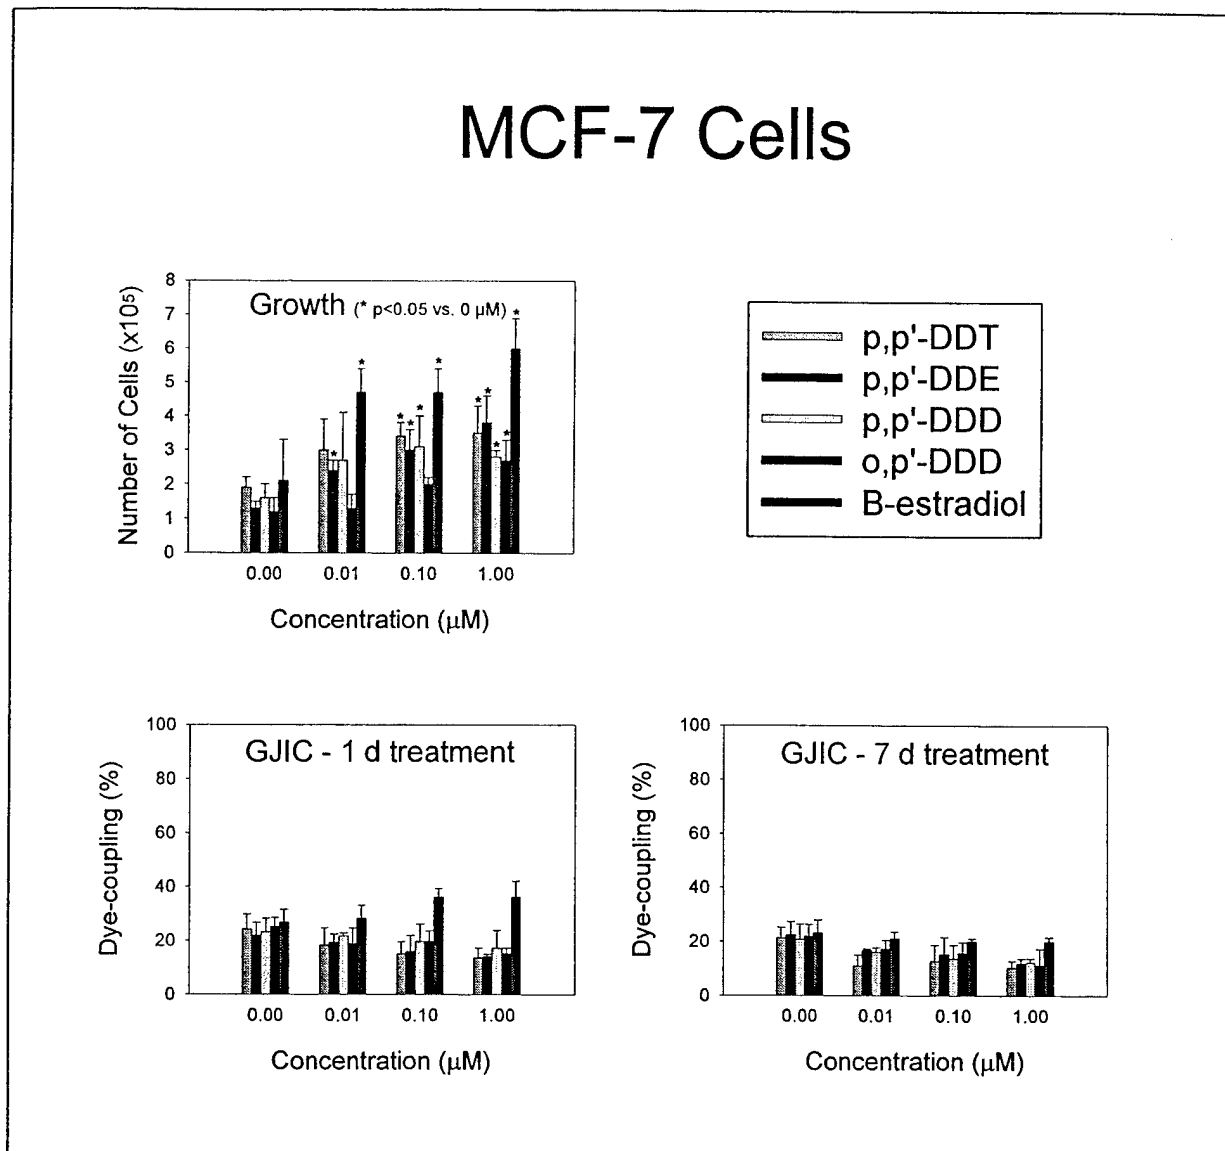 MCF-7 Cells
Number of Cells (x10⁵)
8
7
6
5
4
3
2
1
0
Growth (* p<0.05 vs. 0 µM)
* * * * * * * * * *
0.00 0.01 0.10 1.00
Concentration (µM)
p,p'-DDT
p,p'-DDE
p,p'-DDD
o,p'-DDD
B-estradiol
Dye-coupling (%)
100
80
60
40
20
0
GJIC - 1 d treatment
0.00 0.01 0.10 1.00
Concentration (µM)
Dye-coupling (%)
100
80
60
40
20
0
GJIC - 7 d treatment
0.00 0.01 0.10 1.00
Concentration (µM)